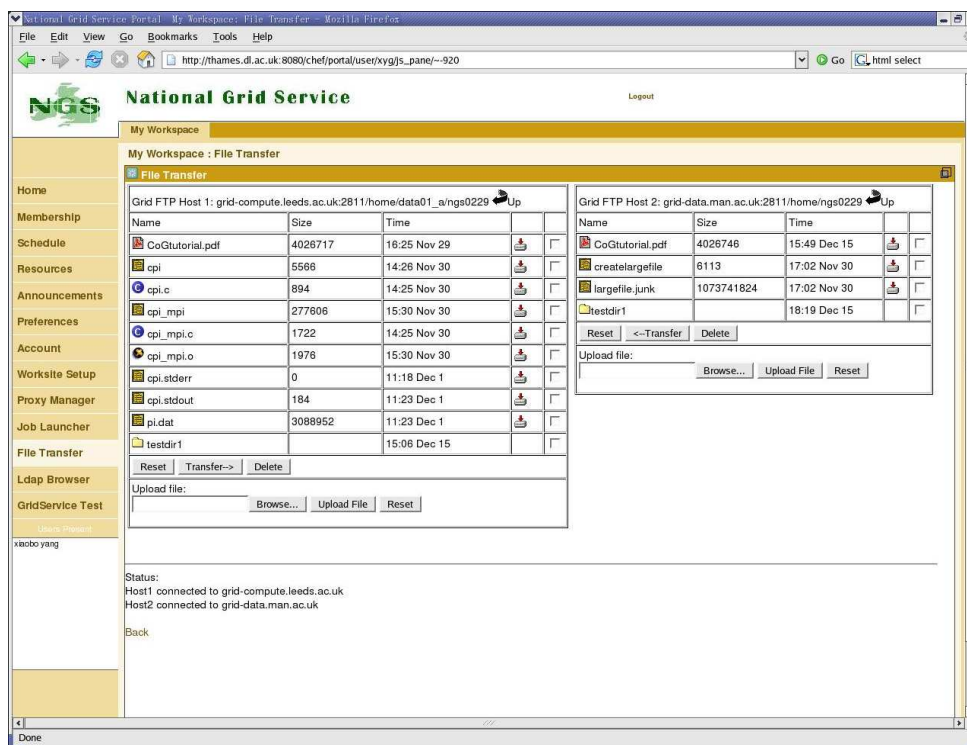 National Grid Service Portal  My Workspace: File Transfer - Mozilla Firefox
File Edit View Go Bookmarks Tools Help
http://thames.dl.ac.uk:8080/chef/portal/user/xyg/js_pane/~-920 Go html select
NGS
National Grid Service
Logout
My Workspace
My Workspace : File Transfer
File Transfer
Home
Membership
Schedule
Resources
Announcements
Preferences
Account
Worksite Setup
Proxy Manager
Job Launcher
File Transfer
Ldap Browser
GridService Test
Users Present
xiaobo yang
Grid FTP Host 1: grid-compute.leeds.ac.uk:2811/home/data01_a/ngs0229 Up
Name Size Time
CoGtutorial.pdf 4026717 16:25 Nov 29
cpi 5566 14:26 Nov 30
cpi.c 894 14:25 Nov 30
cpi_mpi 277606 15:30 Nov 30
cpi_mpi.c 1722 14:25 Nov 30
cpi_mpi.o 1976 15:30 Nov 30
cpi.stderr 0 11:18 Dec 1
cpi.stdout 184 11:23 Dec 1
pi.dat 3088952 11:23 Dec 1
testdir1 15:06 Dec 15
Reset Transfer--> Delete
Upload file:
Browse... Upload File Reset
Grid FTP Host 2: grid-data.man.ac.uk:2811/home/ngs0229 Up
Name Size Time
CoGtutorial.pdf 4026746 15:49 Dec 15
createlargefile 6113 17:02 Nov 30
largefile.junk 1073741824 17:02 Nov 30
testdir1 18:19 Dec 15
Reset <--Transfer Delete
Upload file:
Browse... Upload File Reset
Status:
Host1 connected to grid-compute.leeds.ac.uk
Host2 connected to grid-data.man.ac.uk
Back
Done